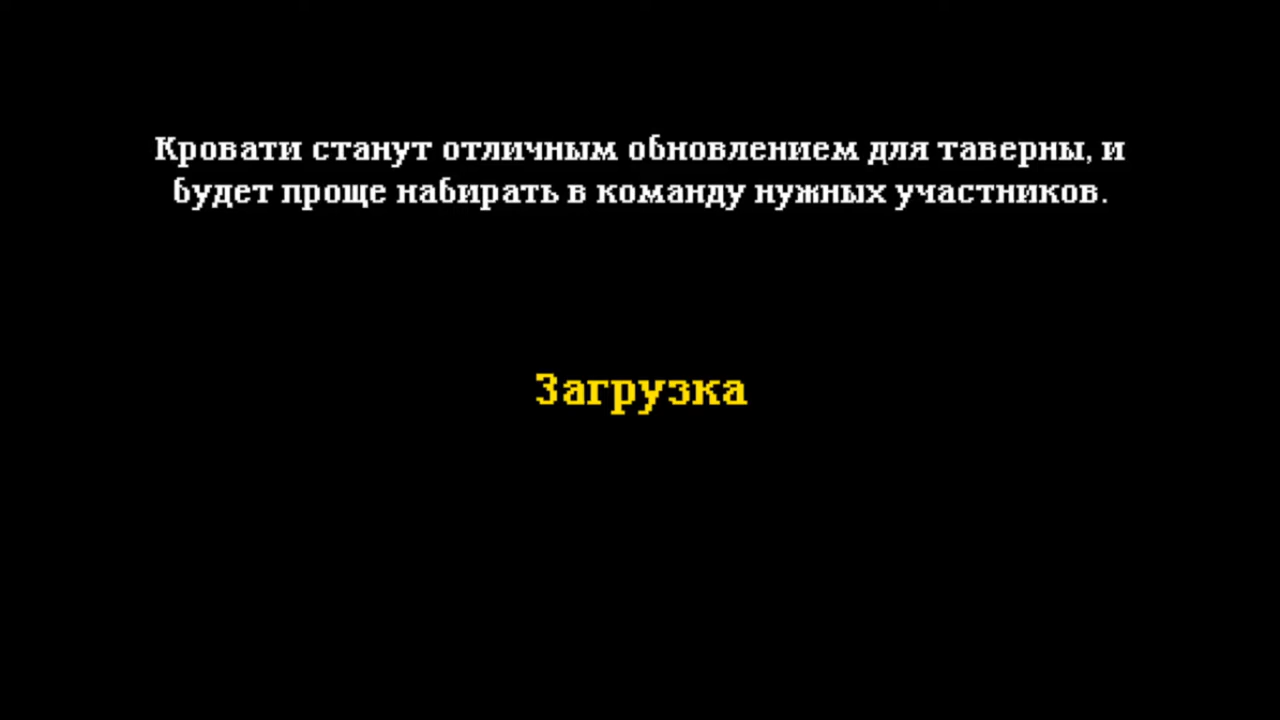 Кровати станут отличным обновлением для таверны, и
будет проще набирать в команду нужных участников.
Загрузка